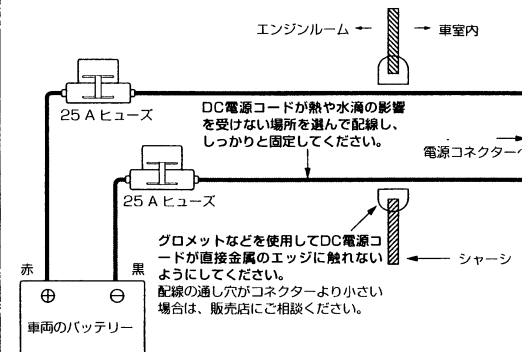 エンジンルーム 車室内
25Aヒューズ
DC電源コードが熱や水滴の影響
を受けない場所を選んで配線し、
しっかりと固定してください。
電源コネクターへ
25Aヒューズ
グロメットなどを使用してDC電源コ
ードが直接金属のエッジに触れない
ようにしてください。
配線の通し穴がコネクターより小さい
場合は、販売店にご相談ください。
シャーシ
赤 黒
⊕ ⊖
車両のバッテリー